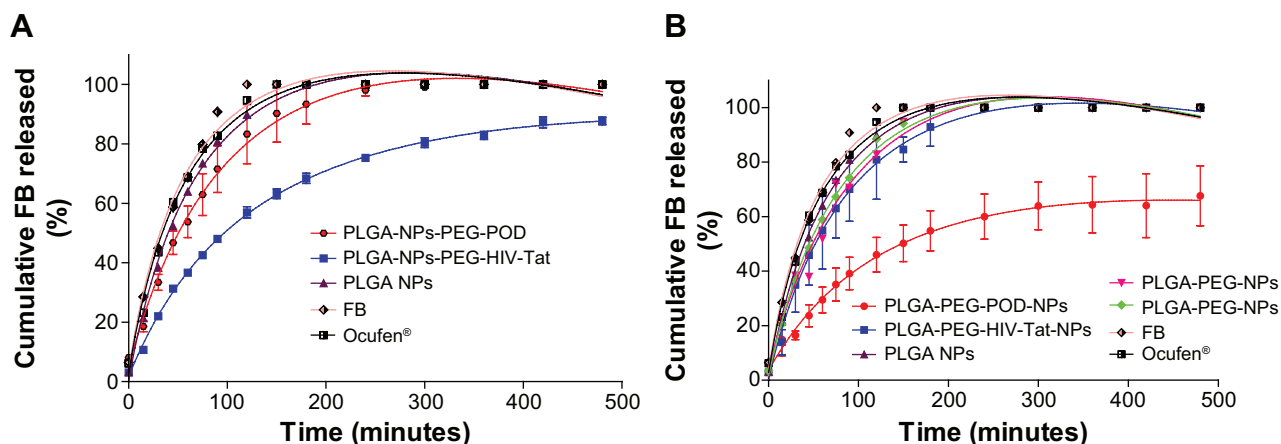 A
Cumulative FB released
(%)
120
100
80
60
40
20
0
0
100
200
300
400
500
Time (minutes)
PLGA-NPs-PEG-POD
PLGA-NPs-PEG-HIV-Tat
PLGA NPs
FB
Ocufen®
B
Cumulative FB released
(%)
120
100
80
60
40
20
0
0
100
200
300
400
500
Time (minutes)
PLGA-PEG-POD-NPs
PLGA-PEG-HIV-Tat-NPs
PLGA NPs
PLGA-PEG-NPs
PLGA-PEG-NPs
FB
Ocufen®